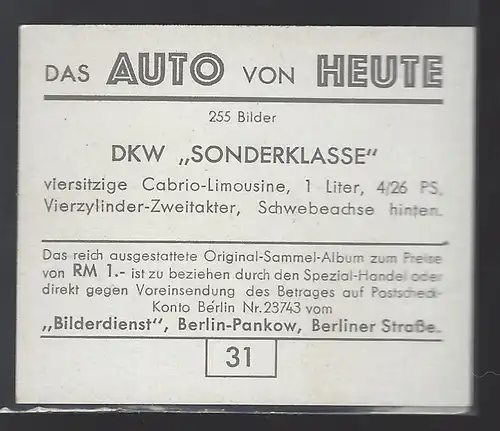 DAS AUTO VON HEUTE
255 Bilder
DKW „SONDERKLASSE"
viersitzige Cabrio-Limousine, 1 Liter, 4/26 PS.
Vierzylinder-Zweitakter, Schwebeachse hinten.
Das reich ausgestattete Original-Sammel-Album zum Preise
von RM 1.- ist zu beziehen durch den Spezial-Handel oder
direkt gegen Voreinsendung des Betrages auf Postscheck-
Konto Berlin Nr.23743 vom
„Bilderdienst", Berlin-Pankow, Berliner Straße.
31